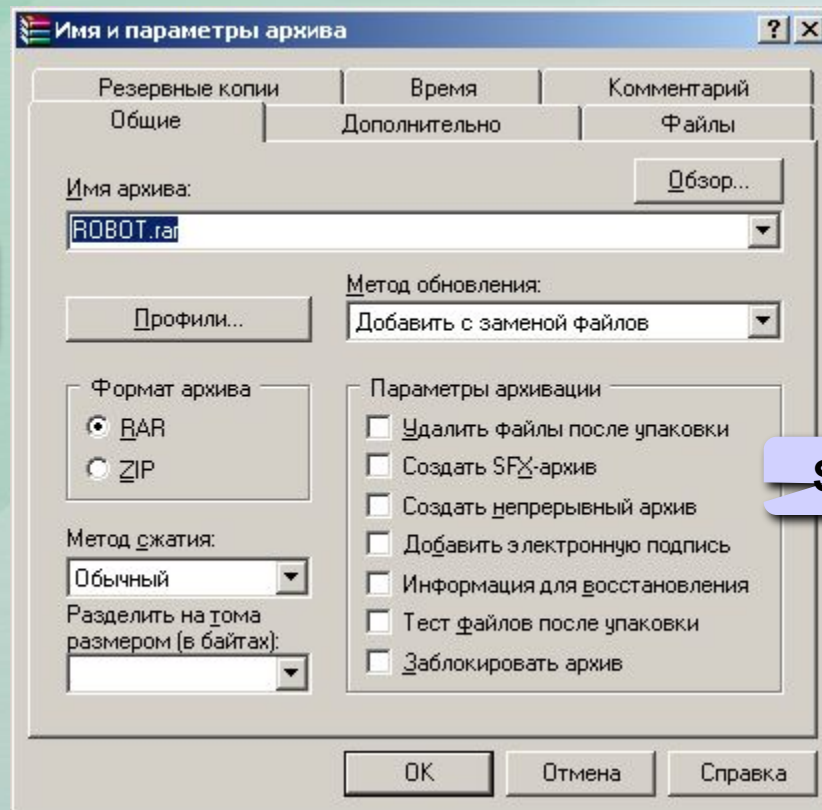 Имя и параметры архива
Резервные копии Время Комментарий
Общие Дополнительно Файлы
Имя архива:
Обзор...
ROBOT.rar
Профили...
Метод обновления:
Добавить с заменой файлов
Формат архива
RAR
ZIP
Метод сжатия:
Обычный
Разделить на тома
размером (в байтах):
Параметры архивации
Удалить файлы после упаковки
Создать SFX-архив
Создать непрерывный архив
Добавить электронную подпись
Информация для восстановления
Тест файлов после упаковки
Заблокировать архив
OK Отмена Справка